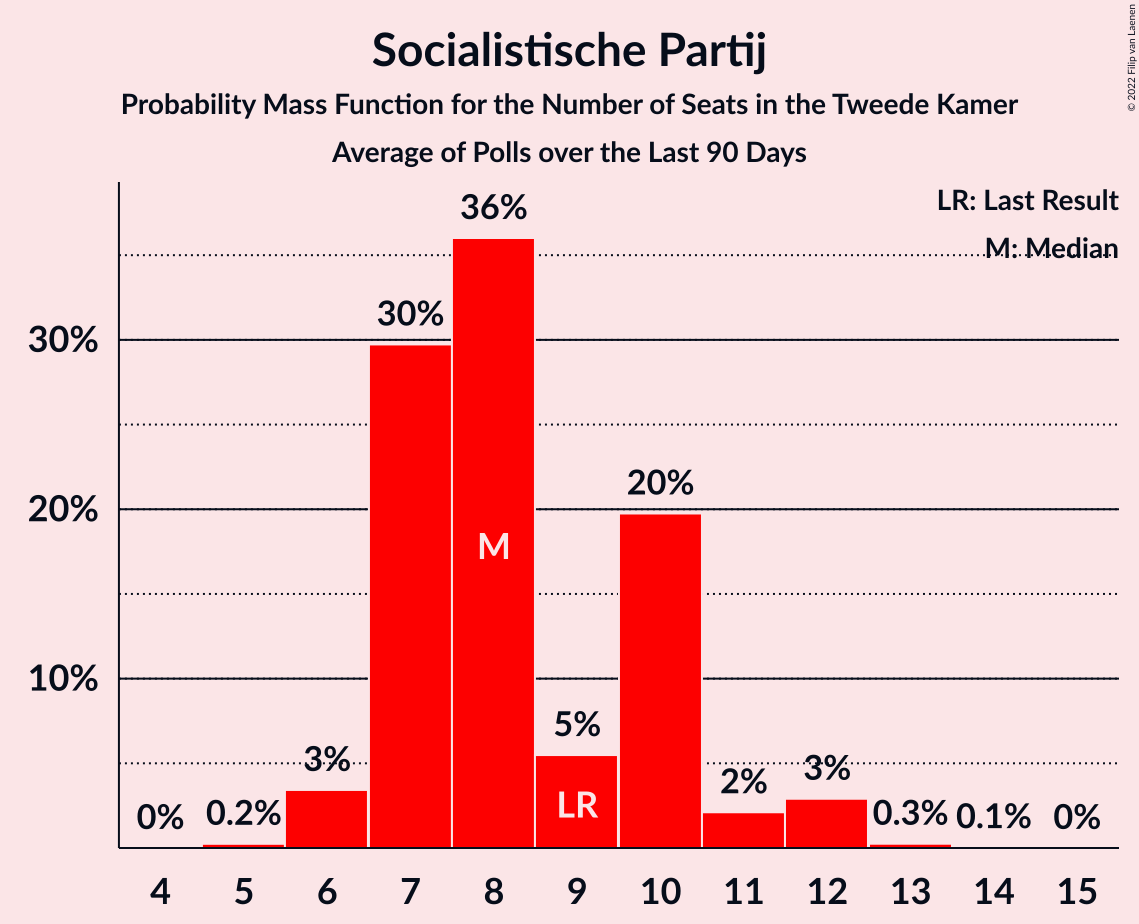 Socialistische Partij
Probability Mass Function for the Number of Seats in the Tweede Kamer
Average of Polls over the Last 90 Days
© 2022 Filip van Laenen
LR: Last Result
M: Median
30%
20%
10%
0%
0.2%
3%
30%
36%
5%
20%
2%
3%
0.3%
0.1%
0%
M
LR
4 5 6 7 8 9 10 11 12 13 14 15